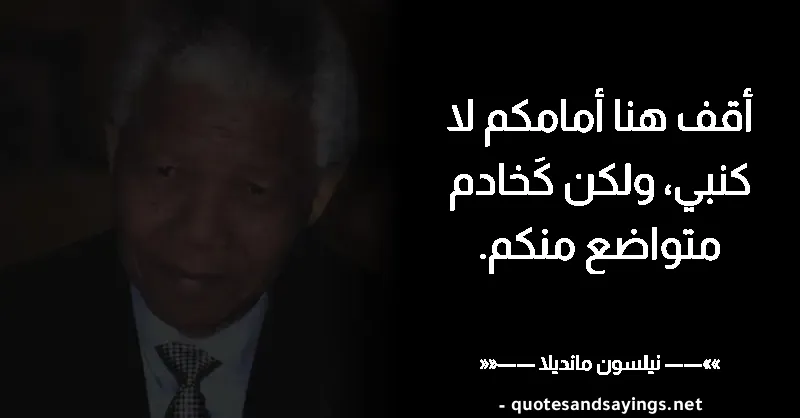 أقف هنا أمامكم لا
كنبي، ولكن كَخادم
متواضع منكم.
»»—— نيلسون مانديلا ——««
- quotesandsayings.net